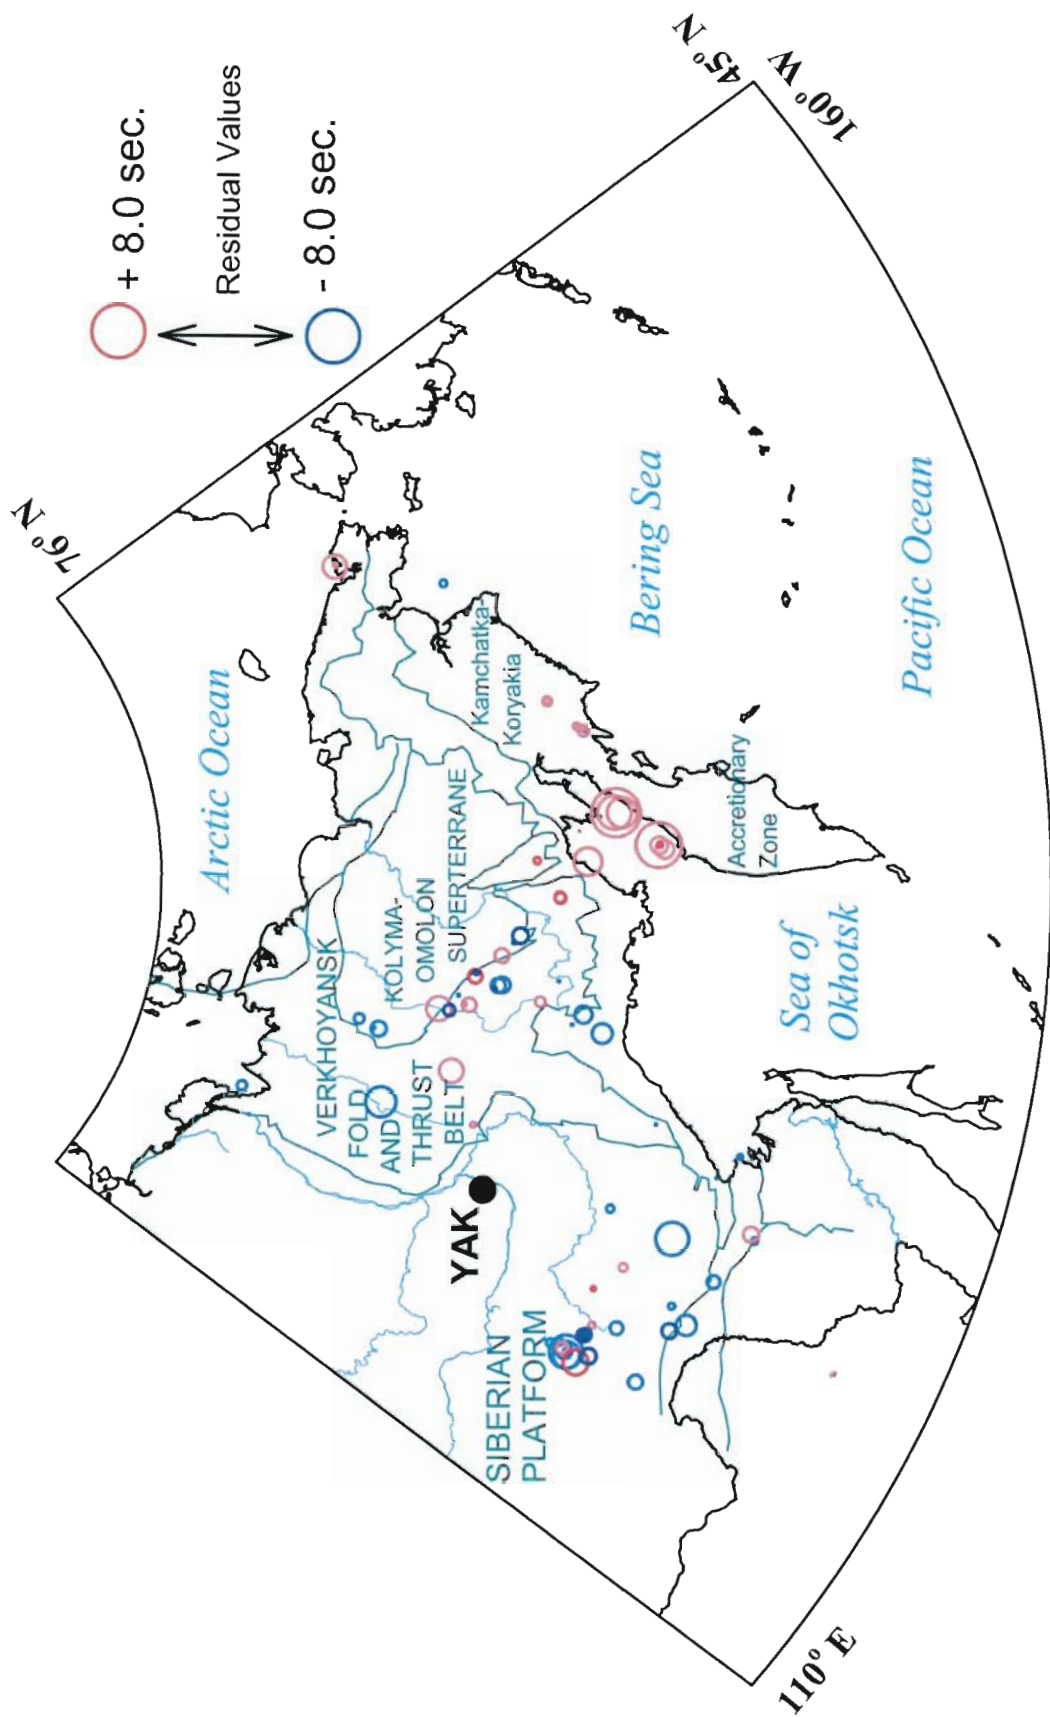 + 8.0 sec.
Residual Values
- 8.0 sec.
76° N
45° N
160° W
110° E
Arctic Ocean
Bering Sea
Pacific Ocean
Sea of
Okhotsk
VERKHOYANSK
FOLD
AND
THRUST
BELT
KOLYMA-
OMOLON
SUPERTERRANE
Kamchatka-
Koryakia
Accretionary
Zone
YAK
SIBERIAN
PLATFORM